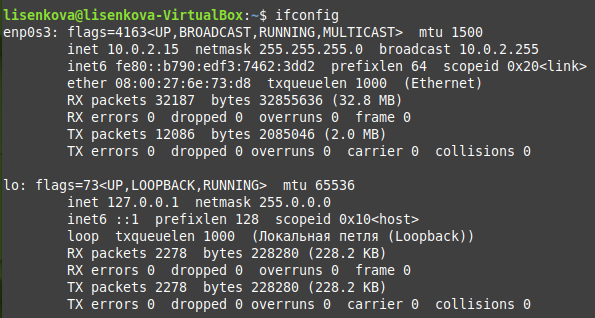 lisenkova@lisenkova-VirtualBox:~$ ifconfig
enp0s3: flags=4163<UP,BROADCAST,RUNNING,MULTICAST>  mtu 1500
        inet 10.0.2.15  netmask 255.255.255.0  broadcast 10.0.2.255
        inet6 fe80::b790:edf3:7462:3dd2  prefixlen 64  scopeid 0x20<link>
        ether 08:00:27:6e:73:d8  txqueuelen 1000  (Ethernet)
        RX packets 32187  bytes 32855636 (32.8 MB)
        RX errors 0  dropped 0  overruns 0  frame 0
        TX packets 12086  bytes 2085046 (2.0 MB)
        TX errors 0  dropped 0 overruns 0  carrier 0  collisions 0

lo: flags=73<UP,LOOPBACK,RUNNING>  mtu 65536
        inet 127.0.0.1  netmask 255.0.0.0
        inet6 ::1  prefixlen 128  scopeid 0x10<host>
        loop  txqueuelen 1000  (Локальная петля (Loopback))
        RX packets 2278  bytes 228280 (228.2 KB)
        RX errors 0  dropped 0  overruns 0  frame 0
        TX packets 2278  bytes 228280 (228.2 KB)
        TX errors 0  dropped 0 overruns 0  carrier 0  collisions 0